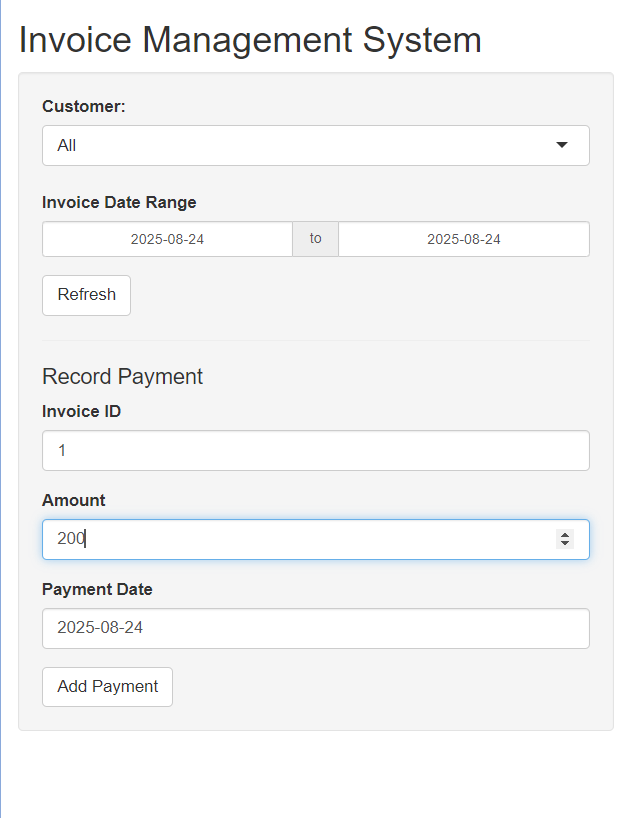 Invoice Management System
Customer:
All
Invoice Date Range
2025-08-24 to 2025-08-24
Refresh
Record Payment
Invoice ID
1
Amount
200
Payment Date
2025-08-24
Add Payment